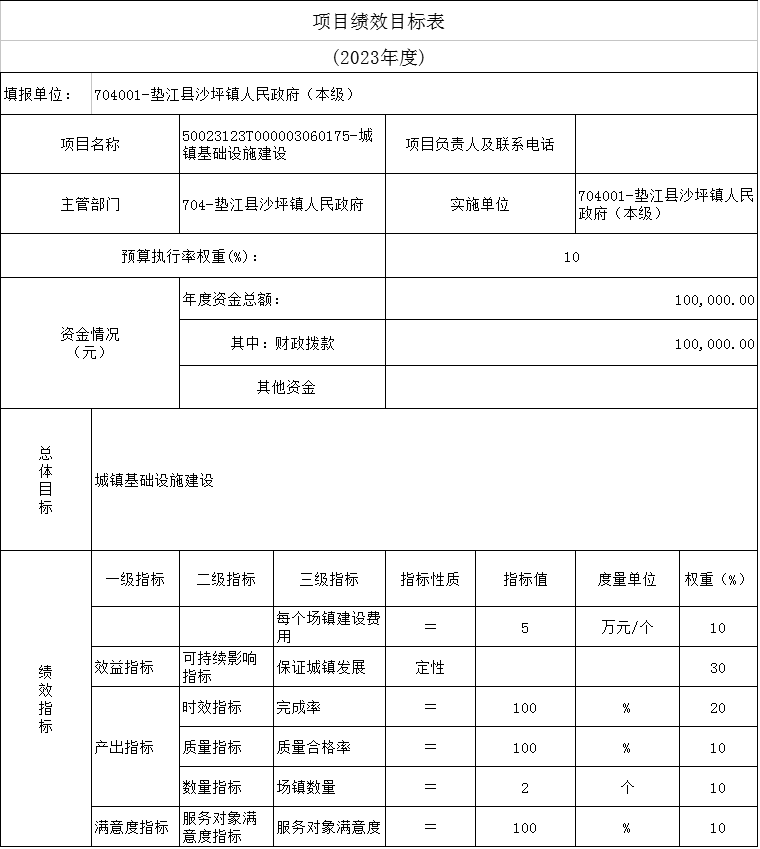 项目绩效目标表
(2023年度)
填报单位： 704001-垫江县沙坪镇人民政府（本级）
项目名称 50023123T000003060175-城镇基础设施建设 项目负责人及联系电话
主管部门 704-垫江县沙坪镇人民政府 实施单位 704001-垫江县沙坪镇人民政府（本级）
预算执行率权重(%)： 10
资金情况（元） 年度资金总额： 100,000.00
其中：财政拨款 100,000.00
其他资金
总体目标 城镇基础设施建设
绩效指标 一级指标 二级指标 三级指标 指标性质 指标值 度量单位 权重（%）
每个场镇建设费用 ＝ 5 万元/个 10
效益指标 可持续影响指标 保证城镇发展 定性 30
产出指标 时效指标 完成率 ＝ 100 % 20
质量指标 质量合格率 ＝ 100 % 10
数量指标 场镇数量 ＝ 2 个 10
满意度指标 服务对象满意度指标 服务对象满意度 ＝ 100 % 10